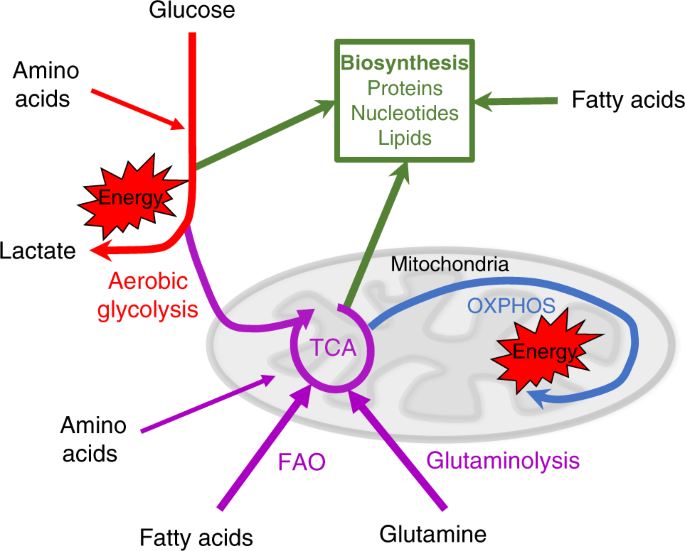 Glucose
Amino
acids
Biosynthesis
Proteins
Nucleotides
Lipids
Fatty acids
Energy
Lactate
Aerobic
glycolysis
Mitochondria
OXPHOS
TCA
Energy
Amino
acids
FAO
Glutaminolysis
Fatty acids
Glutamine